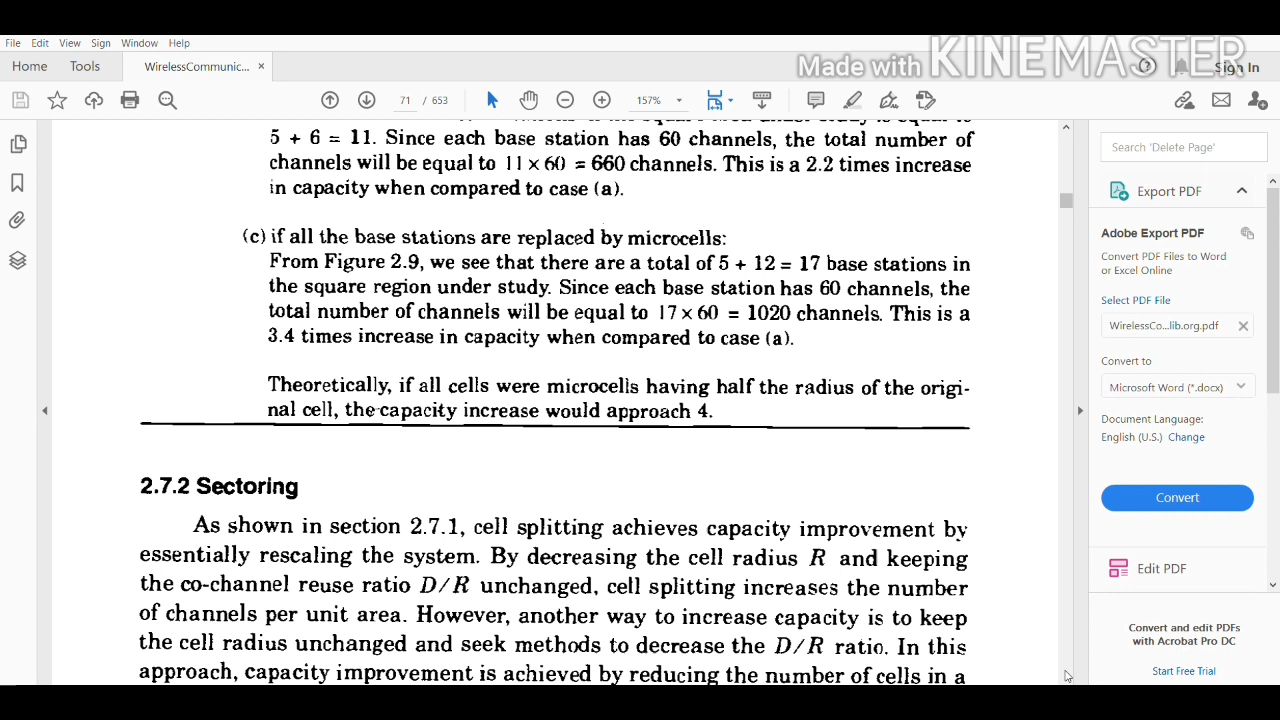 File Edit View Sign Window Help
Made with KINEMASTER
Home Tools WirelessCommunic... × Sign In
71 / 653 157%
5 + 6 = 11. Since each base station has 60 channels, the total number of
channels will be equal to 11 × 60 = 660 channels. This is a 2.2 times increase
in capacity when compared to case (a).
(c) if all the base stations are replaced by microcells:
From Figure 2.9, we see that there are a total of 5 + 12 = 17 base stations in
the square region under study. Since each base station has 60 channels, the
total number of channels will be equal to 17 × 60 = 1020 channels. This is a
3.4 times increase in capacity when compared to case (a).
Theoretically, if all cells were microcells having half the radius of the origi-
nal cell, the capacity increase would approach 4.
2.7.2 Sectoring
As shown in section 2.7.1, cell splitting achieves capacity improvement by
essentially rescaling the system. By decreasing the cell radius R and keeping
the co-channel reuse ratio D/R unchanged, cell splitting increases the number
of channels per unit area. However, another way to increase capacity is to keep
the cell radius unchanged and seek methods to decrease the D/R ratio. In this
approach, capacity improvement is achieved by reducing the number of cells in a
Search 'Delete Page'
Export PDF
Adobe Export PDF
Convert PDF Files to Word
or Excel Online
Select PDF File
WirelessCo...lib.org.pdf
Convert to
Microsoft Word (*.docx)
Document Language:
English (U.S.) Change
Convert
Edit PDF
Convert and edit PDFs
with Acrobat Pro DC
Start Free Trial